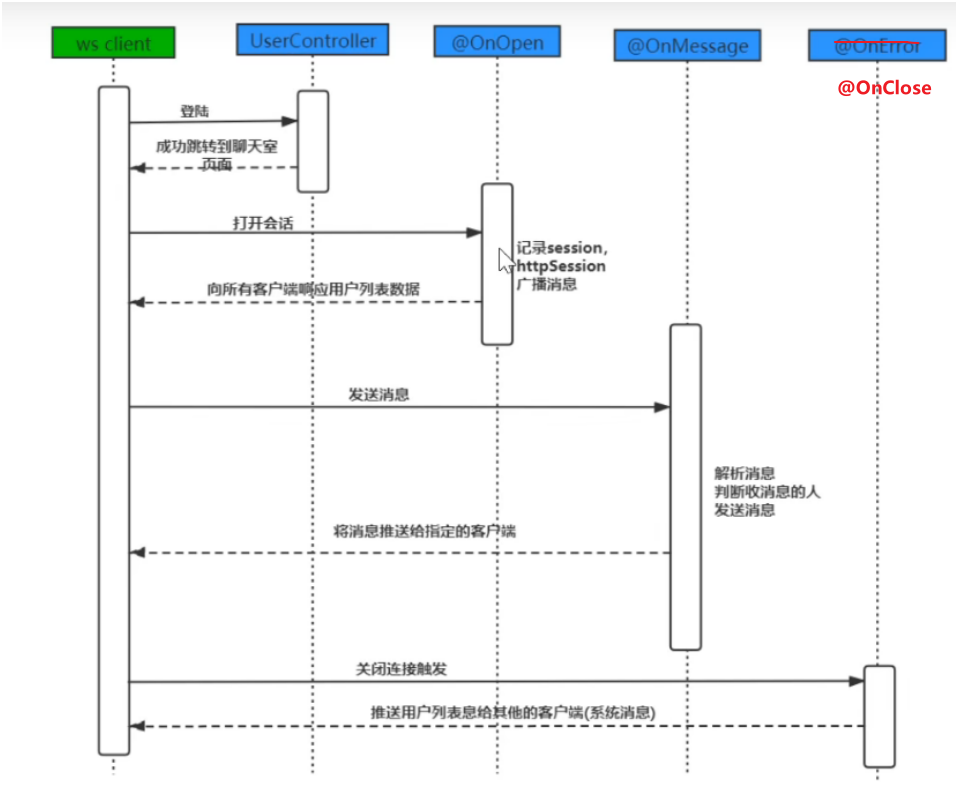 ws client
UserController
@OnOpen
@OnMessage
@OnError
@OnClose
登陆
成功跳转到聊天室
页面
打开会话
记录session，
httpSession
广播消息
向所有客户端响应用户列表数据
发送消息
解析消息
判断收消息的人
发送消息
将消息推送给指定的客户端
关闭连接触发
推送用户列表息给其他的客户端(系统消息)